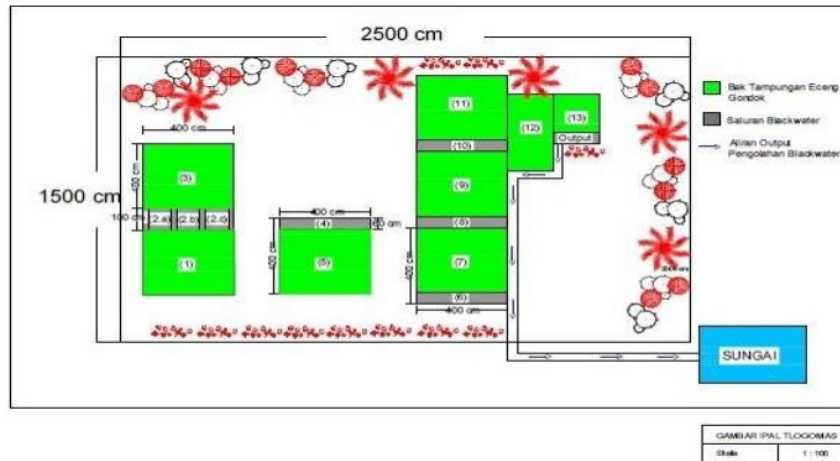 2500 cm
1500 cm
Bak Tampungan Eceng
Gondok
Saluran Blackwater
Aliran Output
Pengolahan Blackwater
400 cm
400 cm
(3)
100 cm
(2.a) (2.b) (2.c)
(1)
400 cm
(4)
(5)
400 cm
(11)
(10)
(9)
(8)
(7)
(6)
400 cm
400 cm
(12)
(13)
Output
SUNGAI
GAMBAR IPAL TLOGOMAS
Skala 1 : 100